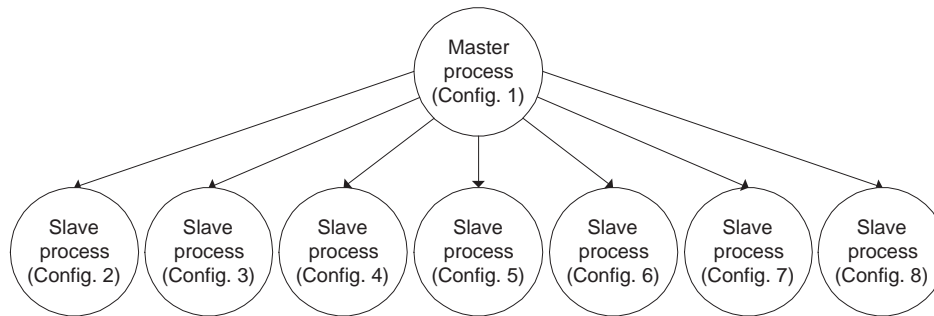 Master
process
(Config. 1)
Slave
process
(Config. 2)
Slave
process
(Config. 3)
Slave
process
(Config. 4)
Slave
process
(Config. 5)
Slave
process
(Config. 6)
Slave
process
(Config. 7)
Slave
process
(Config. 8)